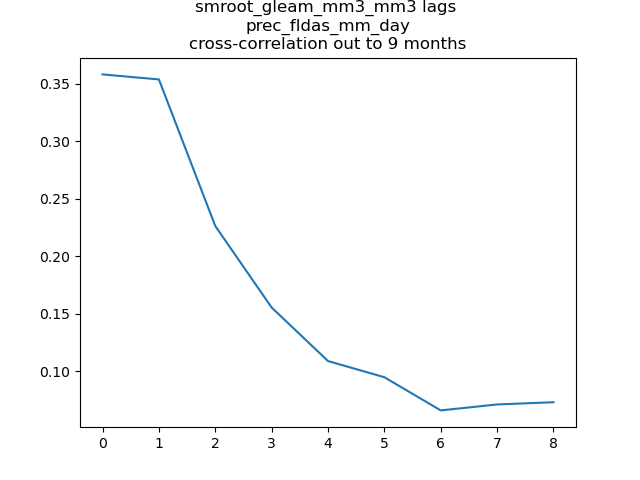 smroot_gleam_mm3_mm3 lags
prec_fldas_mm_day
cross-correlation out to 9 months
0.35
0.30
0.25
0.20
0.15
0.10
0 1 2 3 4 5 6 7 8